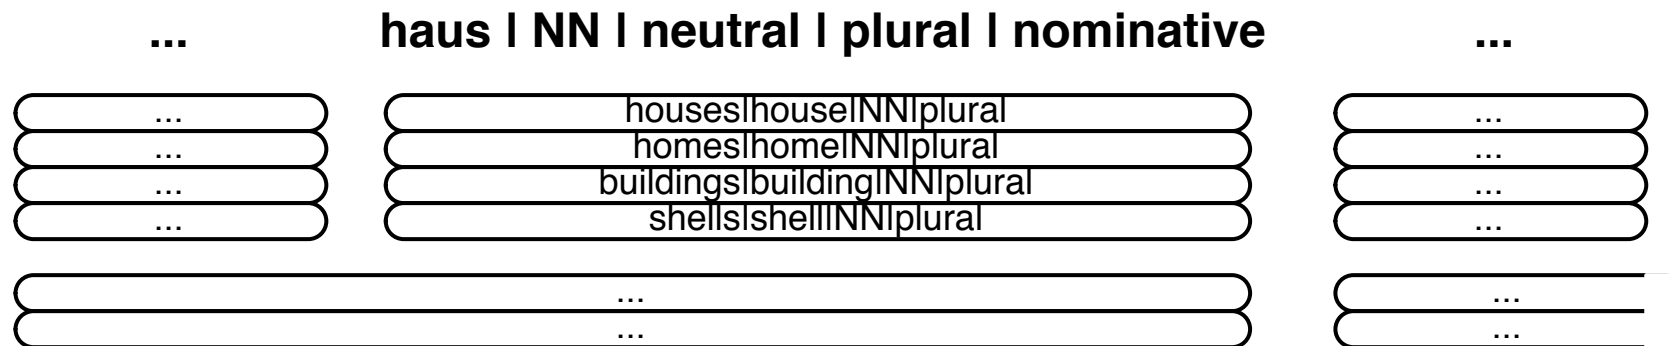 ... haus | NN | neutral | plural | nominative ...
... houses|house|NN|plural ...
... homes|home|NN|plural ...
... buildings|building|NN|plural ...
... shells|shell|NN|plural ...
... ...
... ...